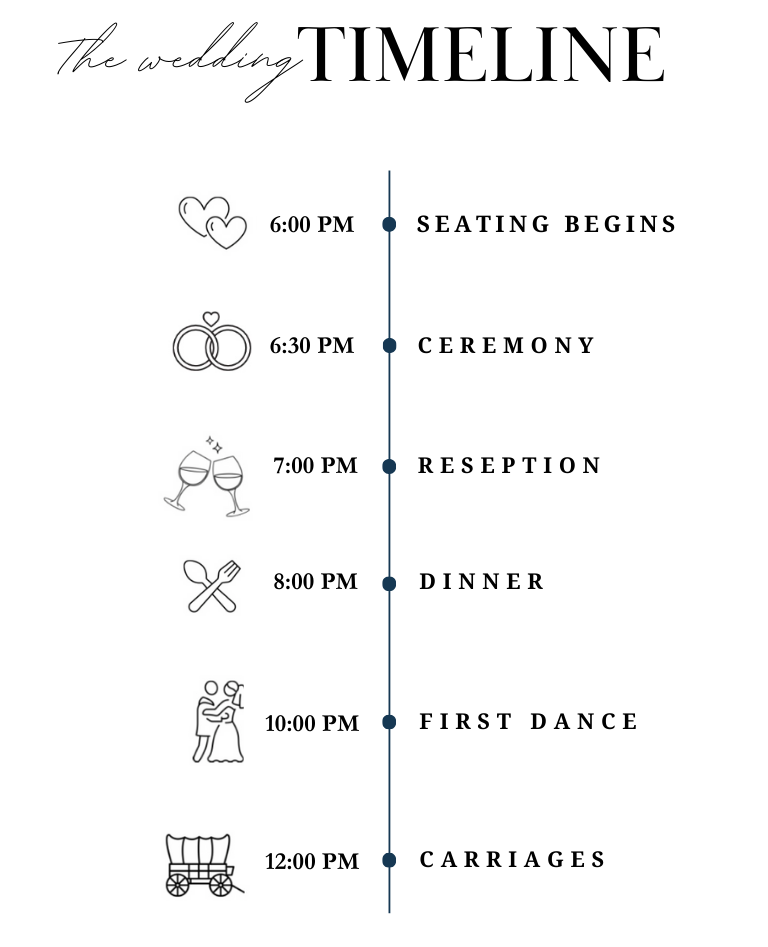 The wedding TIMELINE
6:00 PM SEATING BEGINS
6:30 PM CEREMONY
7:00 PM RESEPTION
8:00 PM DINNER
10:00 PM FIRST DANCE
12:00 PM CARRIAGES